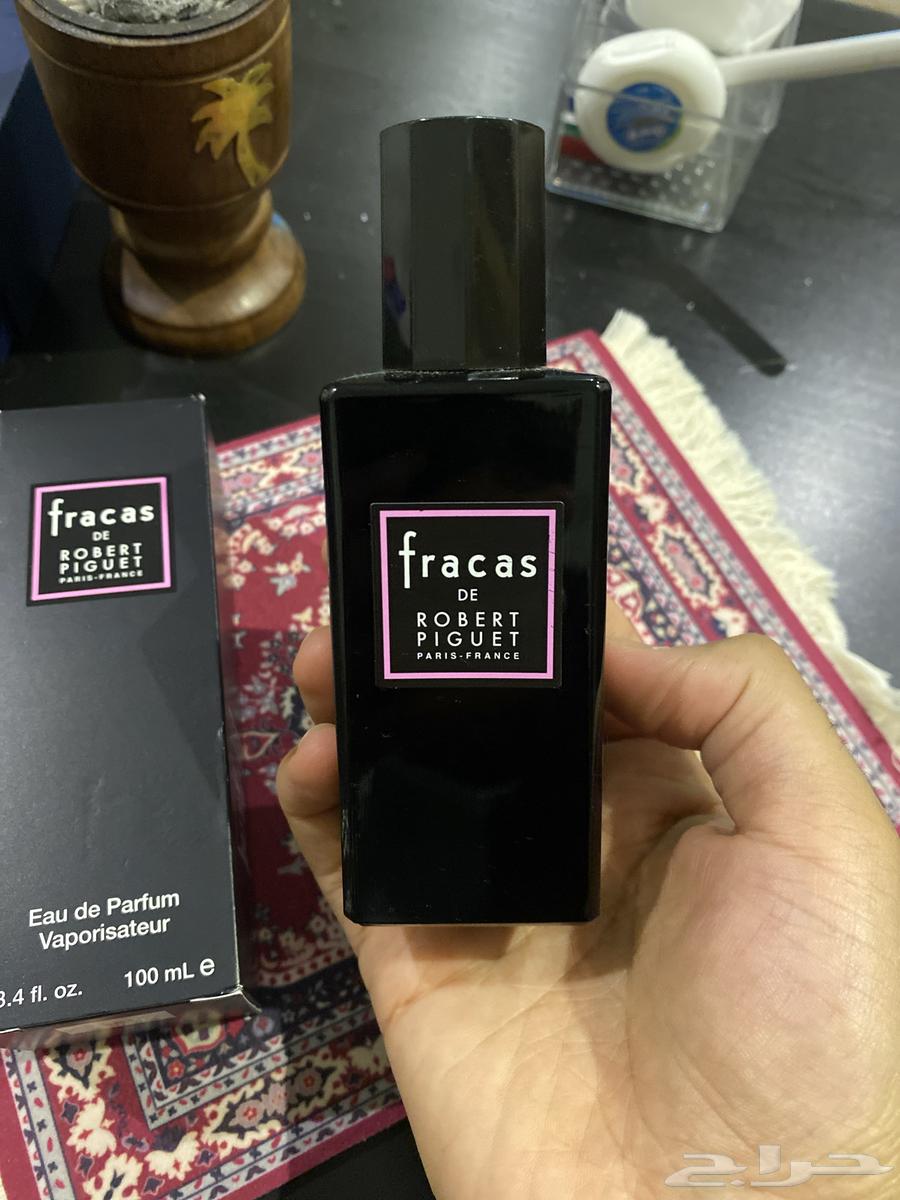 fracas
DE
ROBERT
PIGUET
PARIS-FRANCE
fracas
DE
ROBERT
PIGUET
PARIS-FRANCE
Eau de Parfum
Vaporisateur
3.4 fl. oz. 100 mL e
حراج